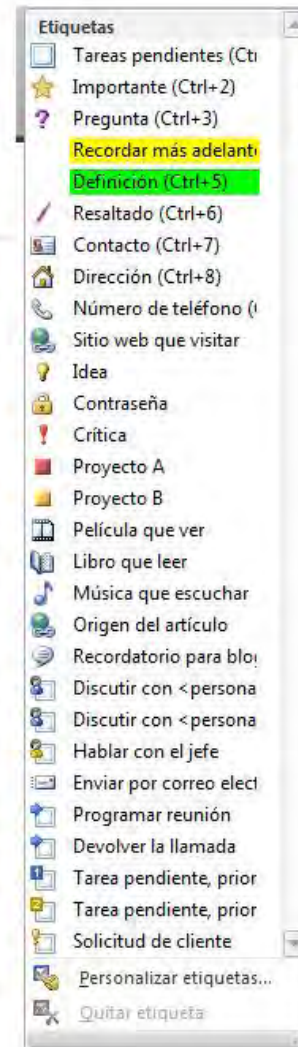 Etiquetas
Tareas pendientes (Ctr
Importante (Ctrl+2)
Pregunta (Ctrl+3)
Recordar más adelant
Definición (Ctrl+5)
Resaltado (Ctrl+6)
Contacto (Ctrl+7)
Dirección (Ctrl+8)
Número de teléfono (
Sitio web que visitar
Idea
Contraseña
Crítica
Proyecto A
Proyecto B
Película que ver
Libro que leer
Música que escuchar
Origen del artículo
Recordatorio para blo
Discutir con <persona
Discutir con <persona
Hablar con el jefe
Enviar por correo elect
Programar reunión
Devolver la llamada
Tarea pendiente, prior
Tarea pendiente, prior
Solicitud de cliente
Personalizar etiquetas...
Quitar etiqueta